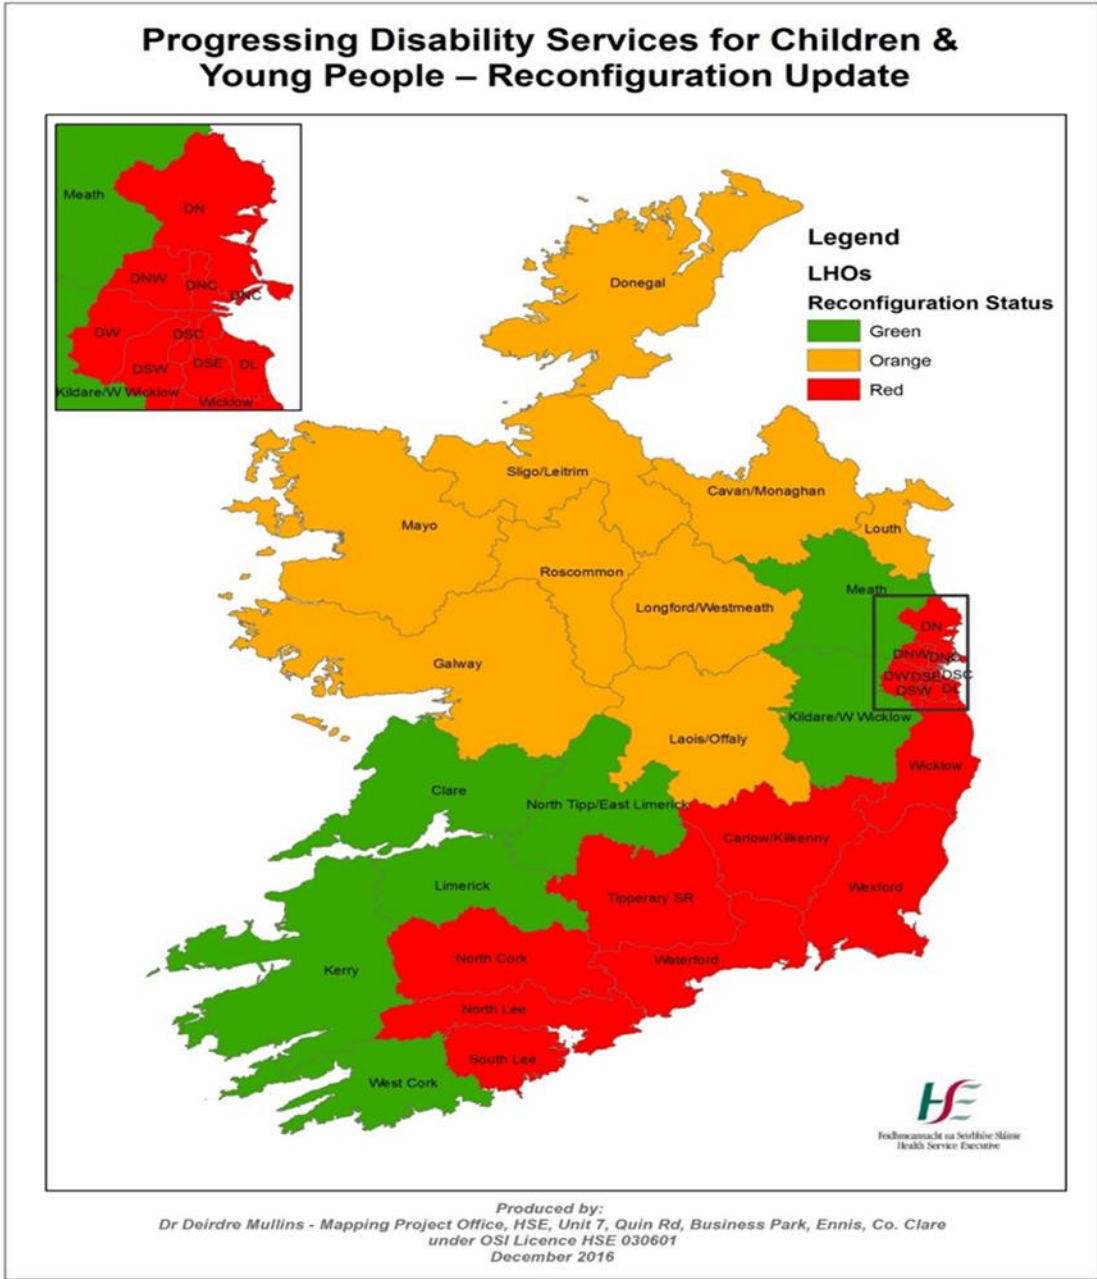 Progressing Disability Services for Children &
Young People – Reconfiguration Update
Meath
DN
DNW
DNC
DNC
DW
DSC
DSW
DSE
DL
Kildare/W Wicklow
Wicklow
Legend
LHOs
Reconfiguration Status
Green
Orange
Red
Donegal
Sligo/Leitrim
Cavan/Monaghan
Mayo
Louth
Roscommon
Meath
Longford/Westmeath
DN
DNW
DNC
Galway
DW
DSE
DSC
DSW
DL
Kildare/W Wicklow
Laois/Offaly
Wicklow
Clare
North Tipp/East Limerick
Carlow/Kilkenny
Limerick
Wexford
Tipperary SR
North Cork
Waterford
Kerry
North Lee
South Lee
West Cork
Feidhmeannacht na Seirbhíse Sláinte
Health Service Executive
Produced by:
Dr Deirdre Mullins - Mapping Project Office, HSE, Unit 7, Quin Rd, Business Park, Ennis, Co. Clare
under OSI Licence HSE 030601
December 2016